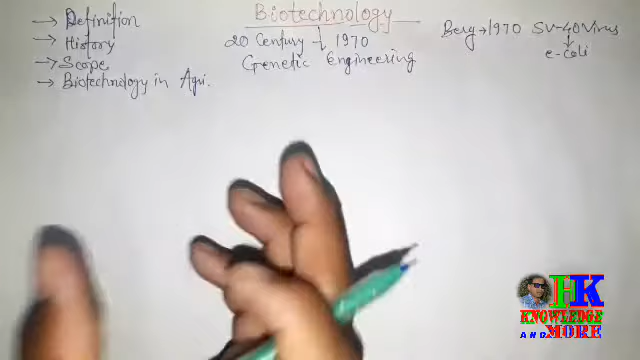 Biotechnology
→ Definition
→ History
→ Scope
→ Biotechnology in Agri.
20 Century → 1970
Genetic Engineering
Berg → 1970 SV-40 Virus
e-coli
HK
KNOWLEDGE
AND MORE